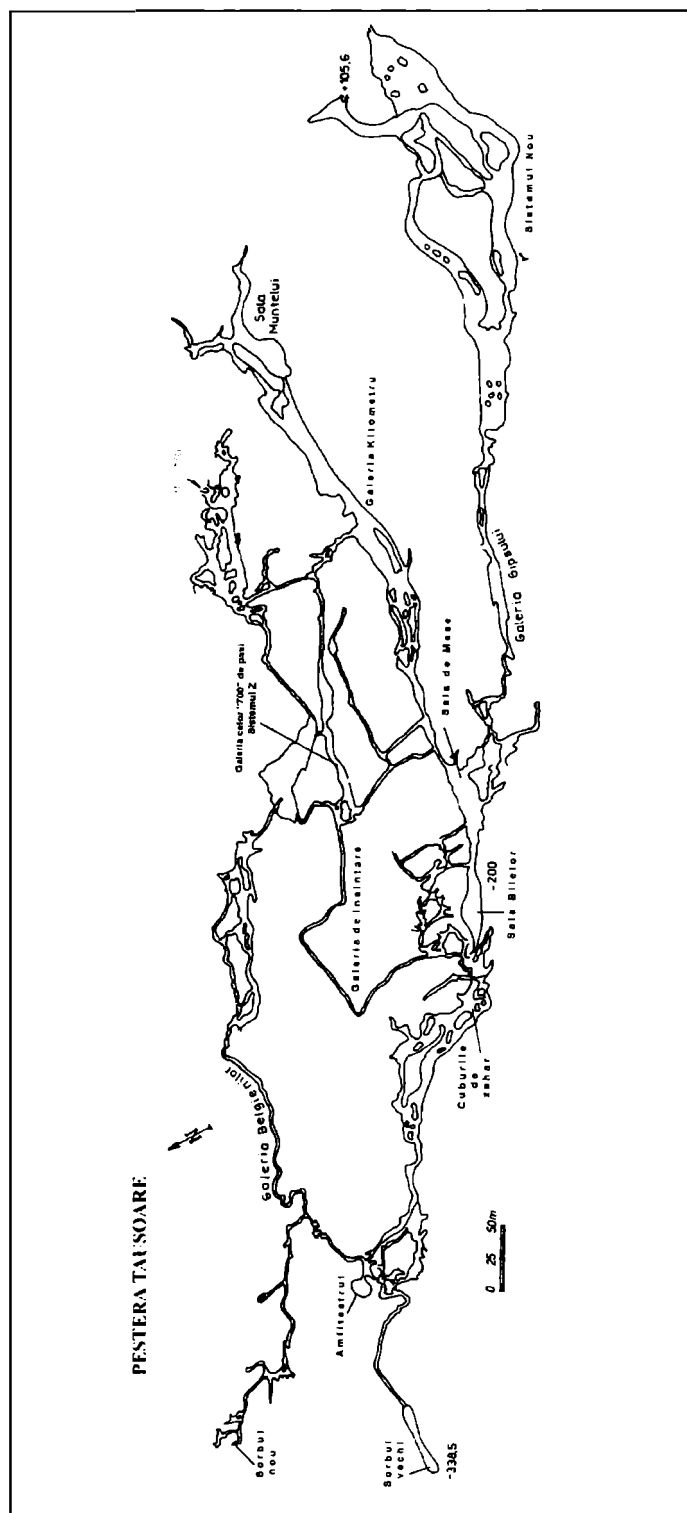 PESTERA TAUSOARE
N
Sorbul
nou
Galeria Belgienilor
Amfiteatrul
Sorbul
vechi
-338.5
0 25 50m
Cuburile
de
zahar
Galeria de Inaintare
Galeria celor "700" de pasi
Sistemul 2
Sala Blielor
-200
Sala de Mese
Galeria Kilometru
Sala
Muntelui
Galeria Gipsului
Sistemul Nou
+105,6